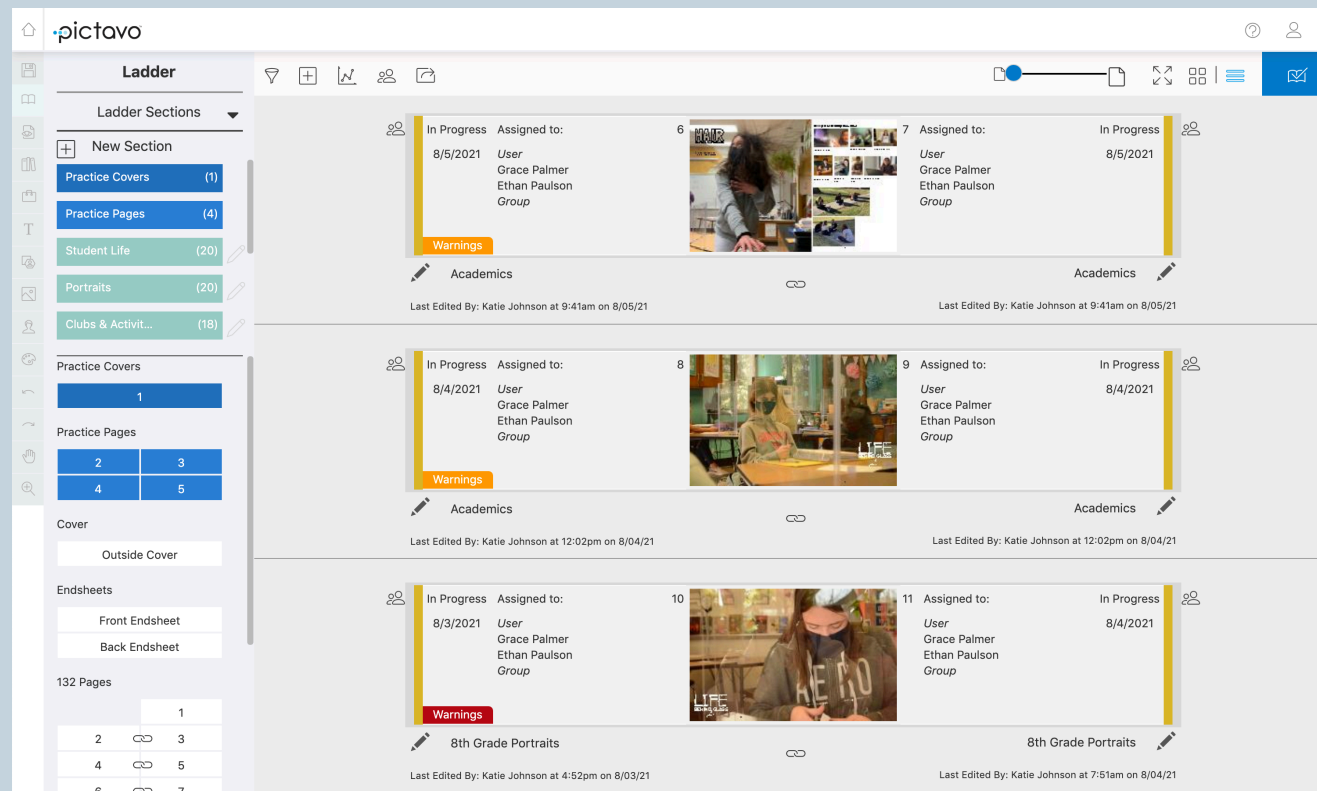 pictavo
Ladder
Ladder Sections
New Section
Practice Covers (1)
Practice Pages (4)
Student Life (20)
Portraits (20)
Clubs & Activit... (18)
Practice Covers
1
Practice Pages
2 3
4 5
Cover
Outside Cover
Endsheets
Front Endsheet
Back Endsheet
132 Pages
1
2 3
4 5
6 7
In Progress Assigned to: 6
8/5/2021 User
Grace Palmer
Ethan Paulson
Group
Warnings
HAIR
7 Assigned to: In Progress
User 8/5/2021
Grace Palmer
Ethan Paulson
Group
Academics
Academics
Last Edited By: Katie Johnson at 9:41am on 8/05/21
Last Edited By: Katie Johnson at 9:41am on 8/05/21
In Progress Assigned to: 8
8/4/2021 User
Grace Palmer
Ethan Paulson
Group
Warnings
LIFE
BEHIND GLASS
9 Assigned to: In Progress
User 8/4/2021
Grace Palmer
Ethan Paulson
Group
Academics
Academics
Last Edited By: Katie Johnson at 12:02pm on 8/04/21
Last Edited By: Katie Johnson at 12:02pm on 8/04/21
In Progress Assigned to: 10
8/3/2021 User
Grace Palmer
Ethan Paulson
Group
Warnings
LIFE
BEHIND GLASS
11 Assigned to: In Progress
User 8/4/2021
Grace Palmer
Ethan Paulson
Group
8th Grade Portraits
8th Grade Portraits
Last Edited By: Katie Johnson at 4:52pm on 8/03/21
Last Edited By: Katie Johnson at 7:51am on 8/04/21